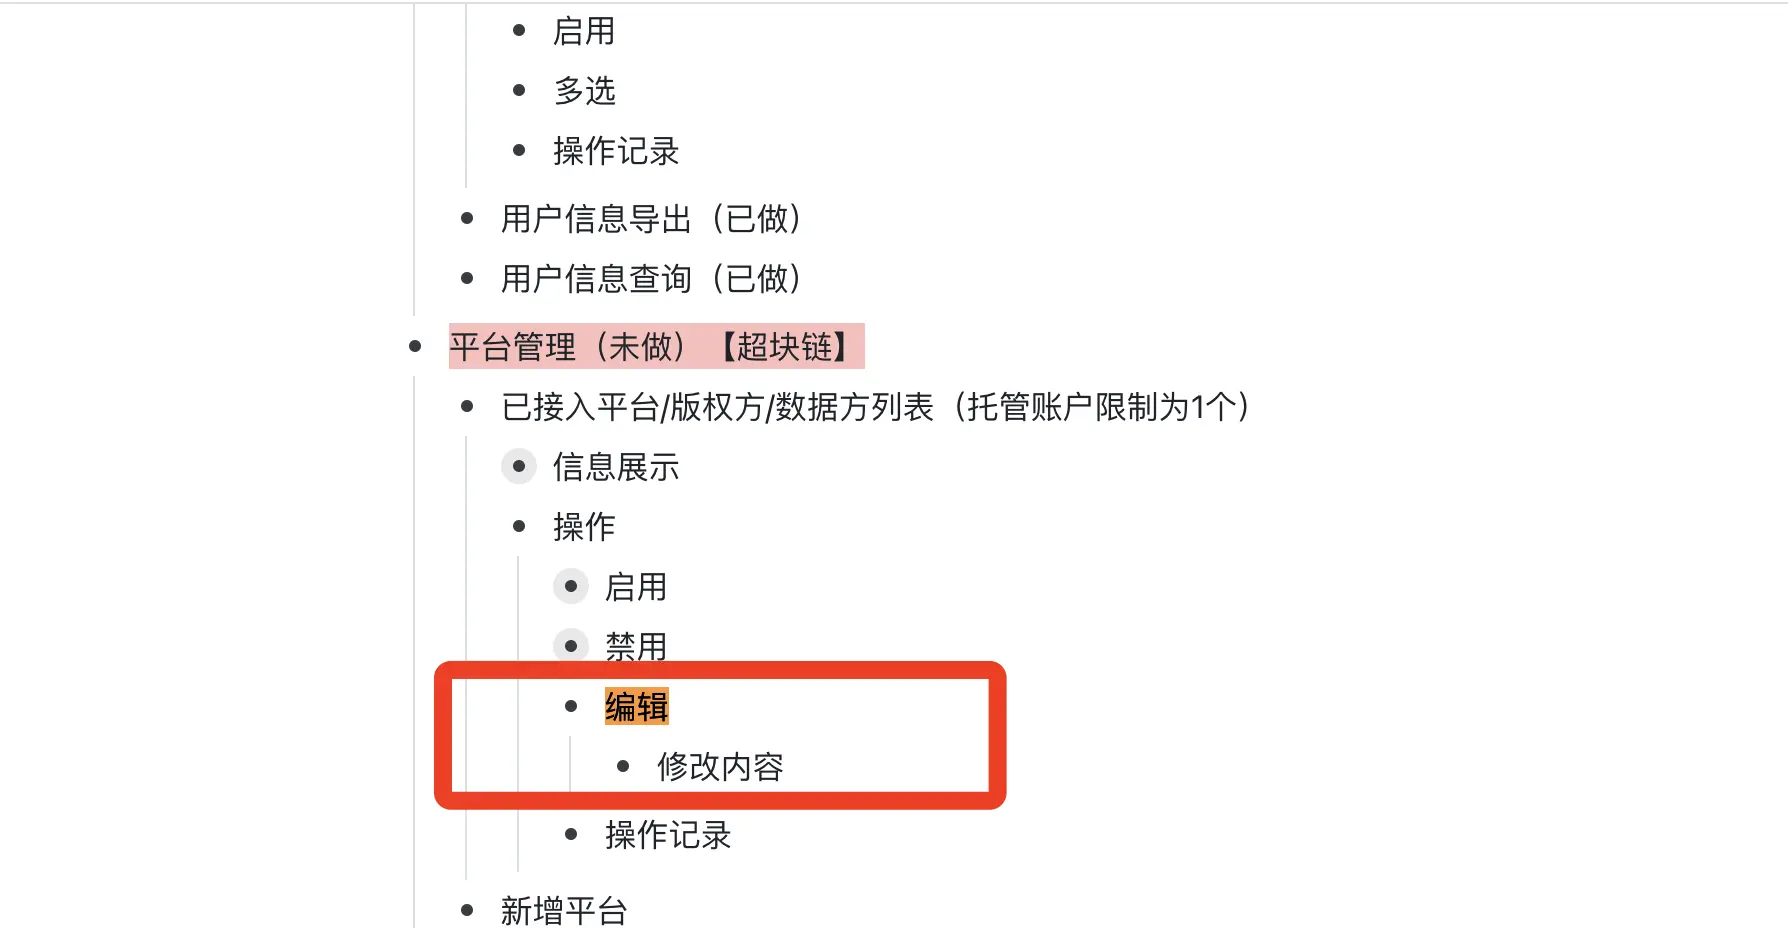 启用
多选
操作记录
用户信息导出（已做）
用户信息查询（已做）
平台管理（未做）【超块链】
已接入平台/版权方/数据方列表（托管账户限制为1个）
信息展示
操作
启用
禁用
编辑
修改内容
操作记录
新增平台